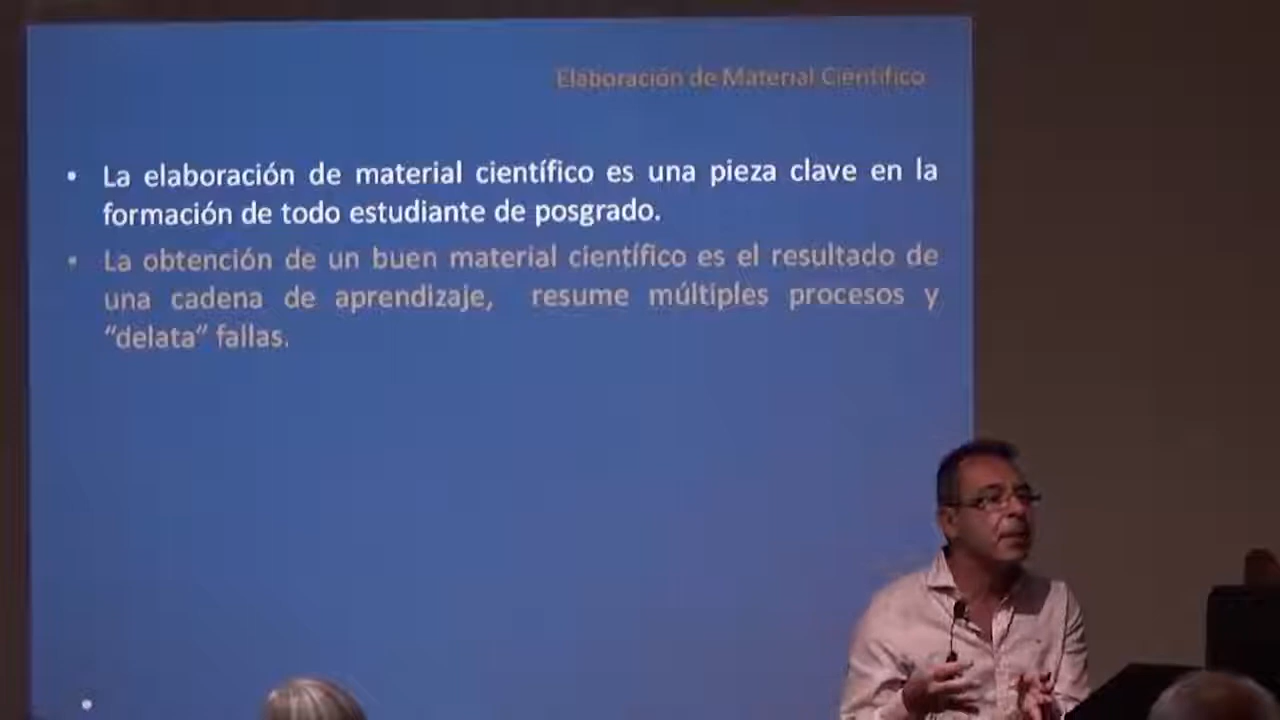 Elaboración de Material Científico
• La elaboración de material científico es una pieza clave en la
formación de todo estudiante de posgrado.
• La obtención de un buen material científico es el resultado de
una cadena de aprendizaje, resume múltiples procesos y
“delata” fallas.